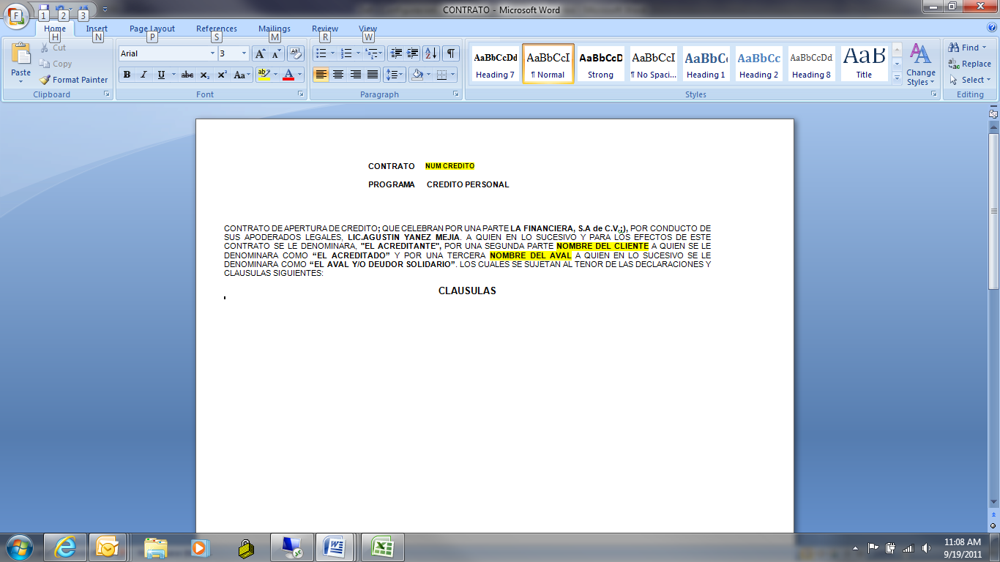 CONTRATO - Microsoft Word
F 1 2 3
Home Insert Page Layout References Mailings Review View
H N P S M R W
Paste
Cut
Copy
Format Painter
Clipboard
Arial 3
B I U abc x₂ x² Aa ab A
Font
Paragraph
AaBbCcDd AaBbCcI AaBbCcD AaBbCcI AaBbC AaBbCc AaBbCcDd AaB
Heading 7 ¶ Normal Strong ¶ No Spaci... Heading 1 Heading 2 Heading 8 Title
Change
Styles
Styles
Find
Replace
Select
Editing
CONTRATO NUM CREDITO
PROGRAMA CREDITO PERSONAL
CONTRATO DE APERTURA DE CREDITO; QUE CELEBRAN POR UNA PARTE LA FINANCIERA, S.A de C.V.;), POR CONDUCTO DE
SUS APODERADOS LEGALES, LIC.AGUSTIN YANEZ MEJIA. A QUIEN EN LO SUCESIVO Y PARA LOS EFECTOS DE ESTE
CONTRATO SE LE DENOMINARA, "EL ACREDITANTE", POR UNA SEGUNDA PARTE NOMBRE DEL CLIENTE A QUIEN SE LE
DENOMINARA COMO “EL ACREDITADO” Y POR UNA TERCERA NOMBRE DEL AVAL A QUIEN EN LO SUCESIVO SE LE
DENOMINARA COMO “EL AVAL Y/O DEUDOR SOLIDARIO”. LOS CUALES SE SUJETAN AL TENOR DE LAS DECLARACIONES Y
CLAUSULAS SIGUIENTES:
CLAUSULAS
11:08 AM
9/19/2011